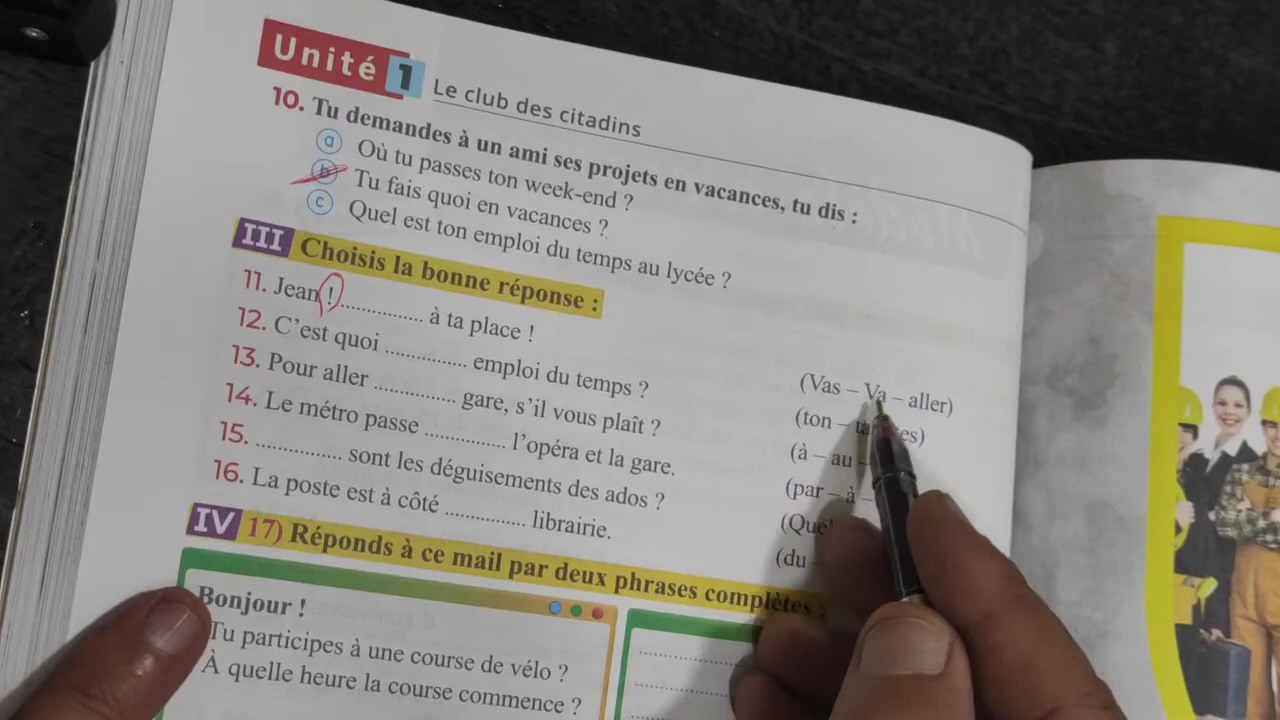 Unité 1 Le club des citadins
10. Tu demandes à un ami ses projets en vacances, tu dis :
a Où tu passes ton week-end ?
b Tu fais quoi en vacances ?
c Quel est ton emploi du temps au lycée ?
III Choisis la bonne réponse :
11. Jean ! ............... à ta place ! (Vas – Va – aller)
12. C'est quoi ............... emploi du temps ? (ton –
13. Pour aller ............... gare, s'il vous plaît ? (à – au
14. Le métro passe ............... l'opéra et la gare. (par – à –
15. ............... sont les déguisements des ados ?
16. La poste est à côté ............... librairie. (du –
IV 17) Réponds à ce mail par deux phrases complètes :
Bonjour !
Tu participes à une course de vélo ?
À quelle heure la course commence ?